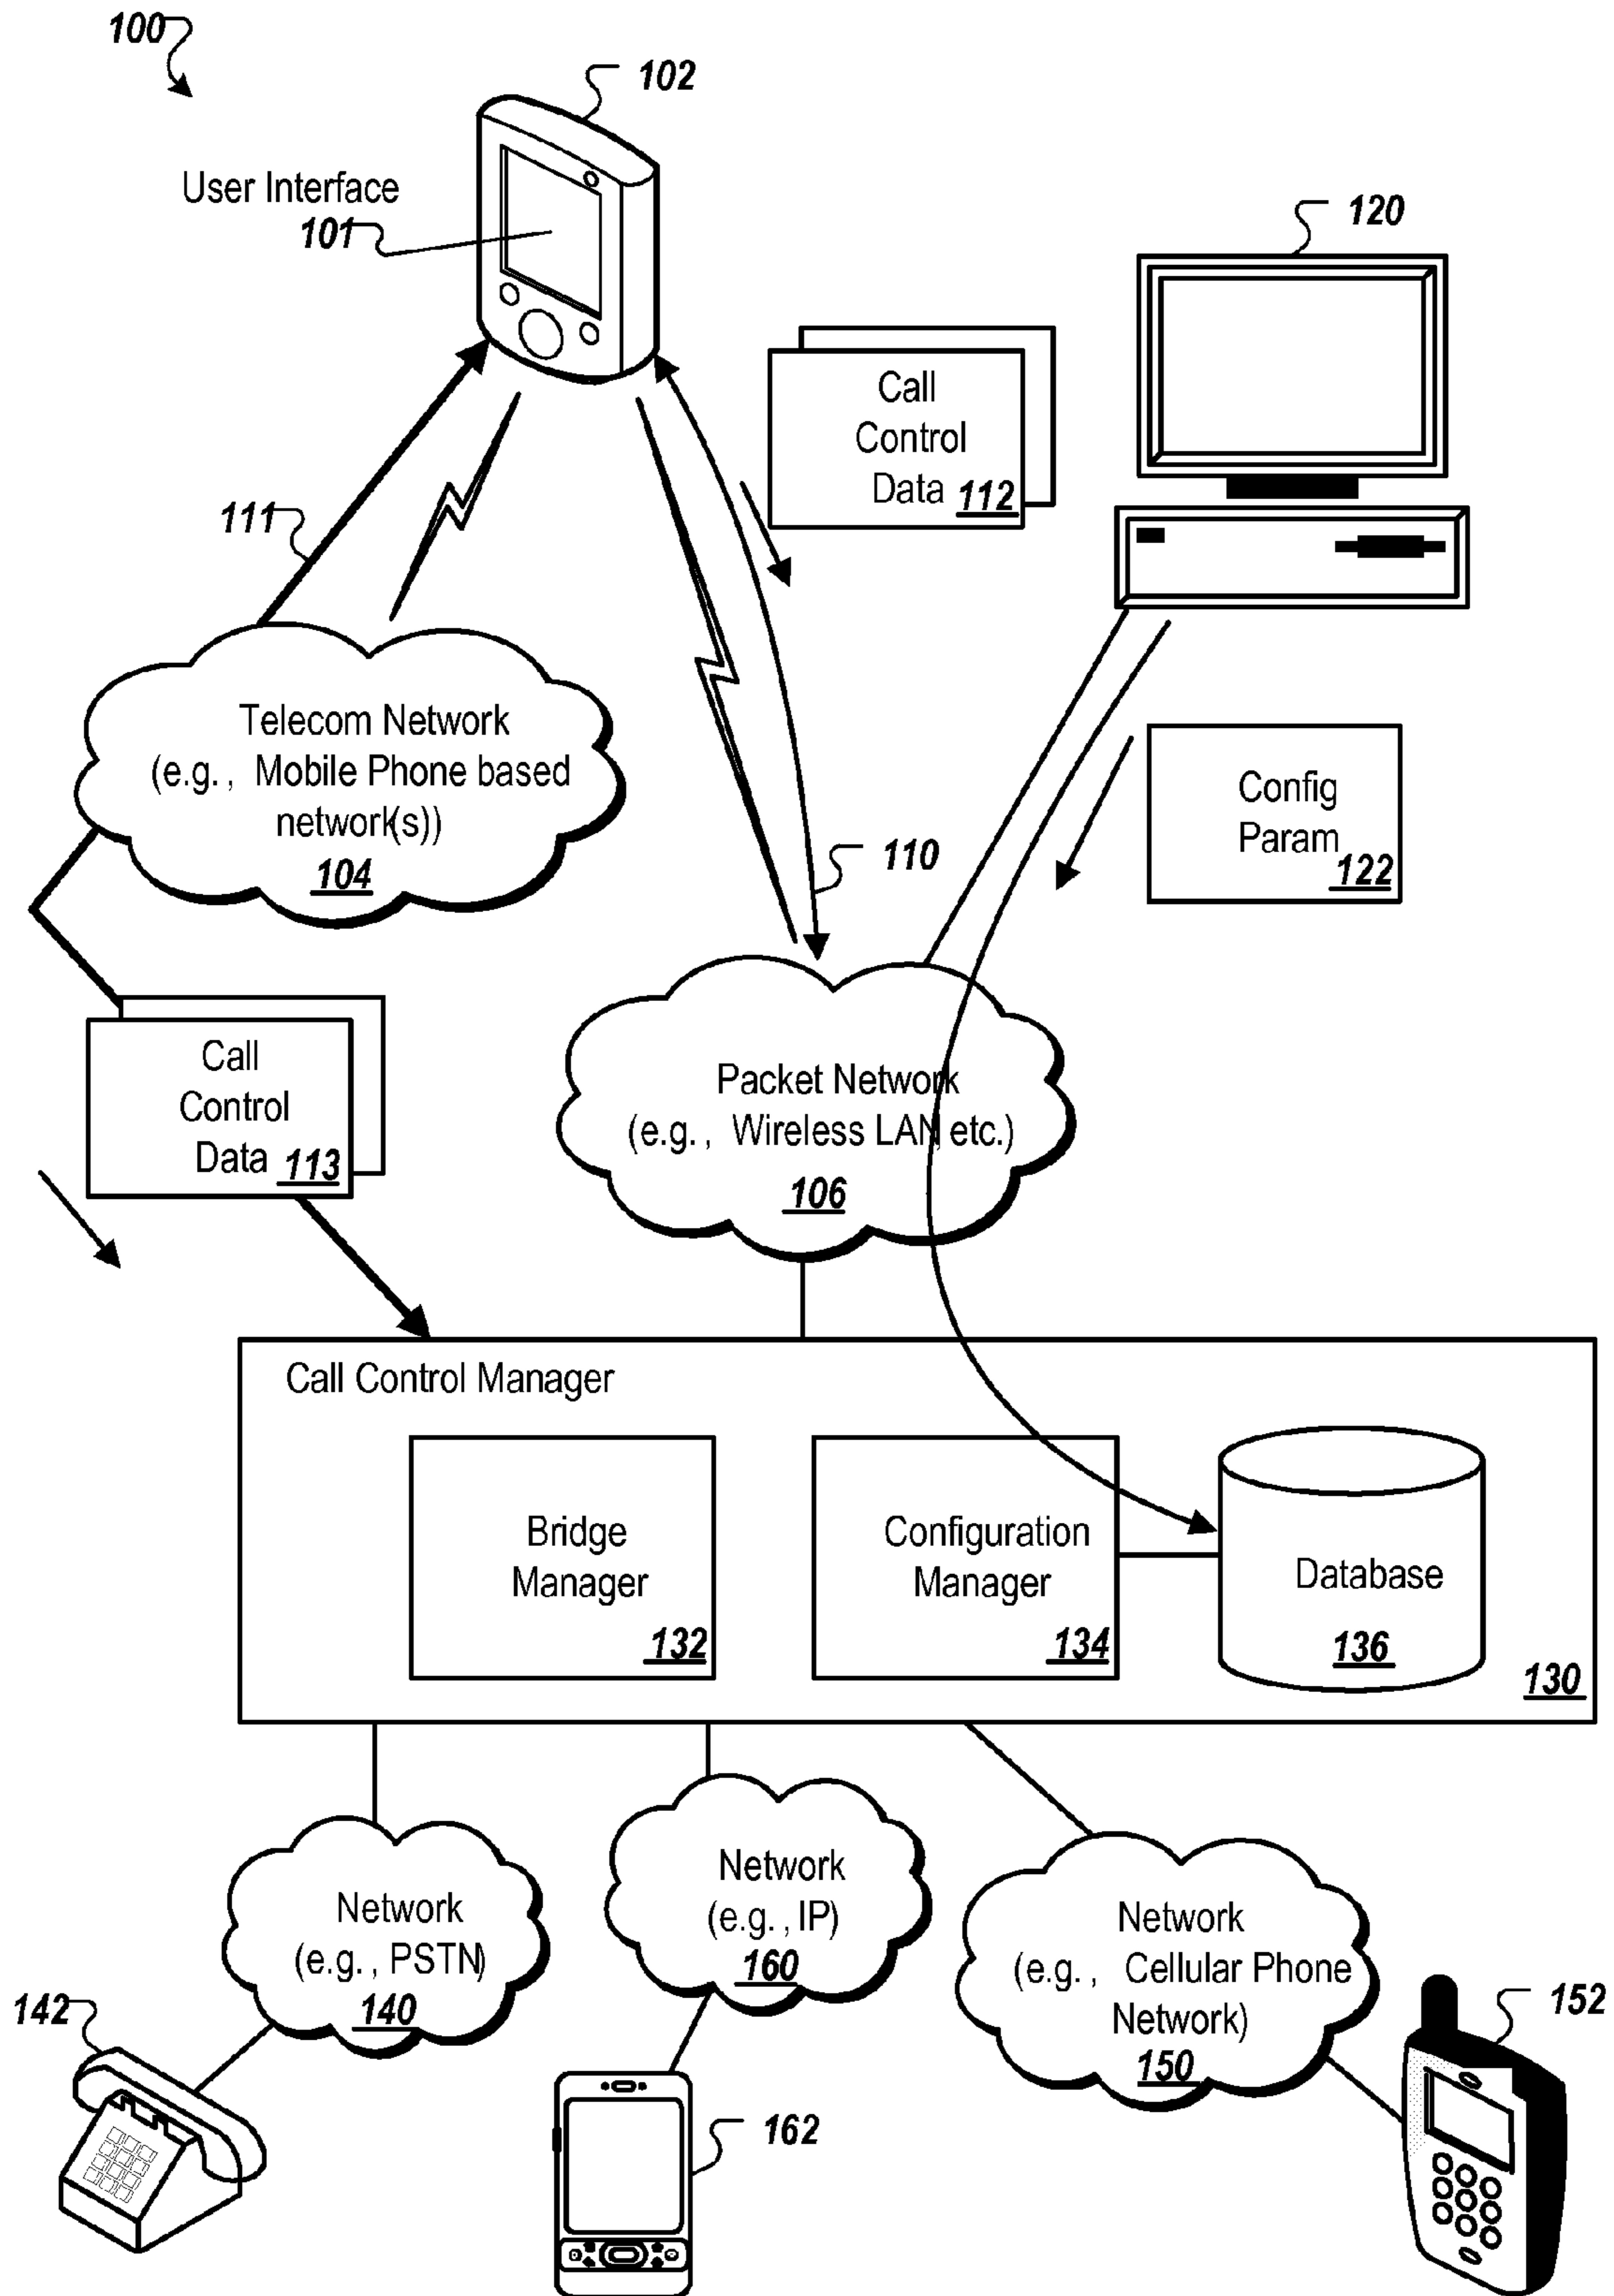 100
102
User Interface
101
120
Call
Control
Data 112
111
Telecom Network
(e.g., Mobile Phone based
network(s))
104
Config
Param
122
110
Call
Control
Data 113
Packet Network
(e.g., Wireless LAN, etc.)
106
Call Control Manager
Bridge
Manager
132
Configuration
Manager
134
Database
136
130
Network
(e.g., PSTN)
140
Network
(e.g., IP)
160
Network
(e.g., Cellular Phone
Network)
150
142
152
162